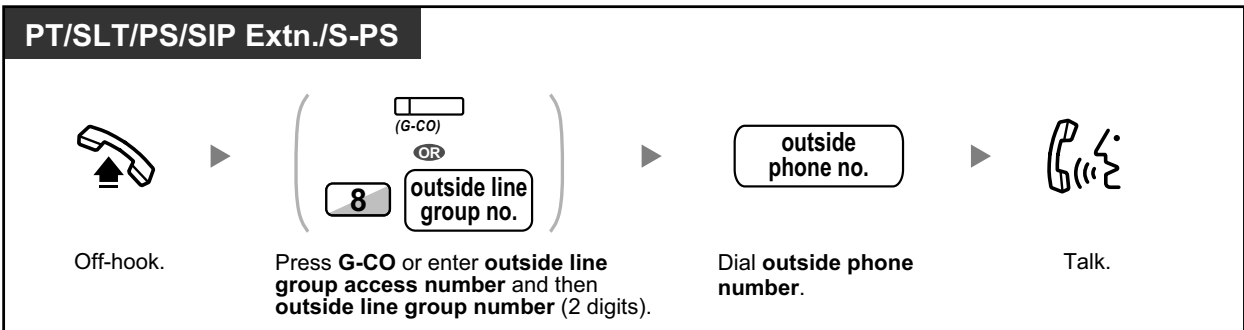 PT/SLT/PS/SIP Extn./S-PS
(G-CO)
OR
8
outside line
group no.
outside
phone no.
Off-hook.
Press G-CO or enter outside line
group access number and then
outside line group number (2 digits).
Dial outside phone
number.
Talk.